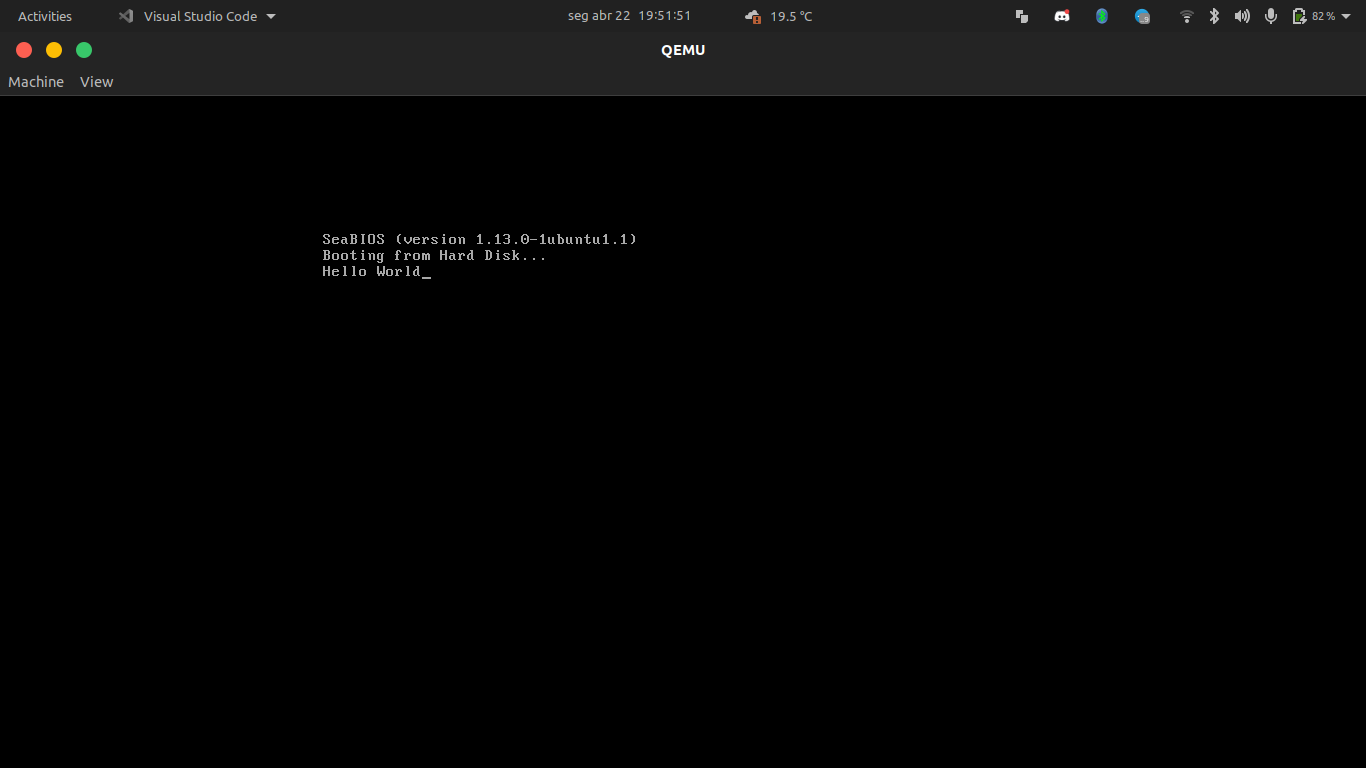 Activities Visual Studio Code seg abr 22 19:51:51 19.5 °C 82 %
QEMU
Machine View
SeaBIOS (version 1.13.0-1ubuntu1.1)
Booting from Hard Disk...
Hello World_